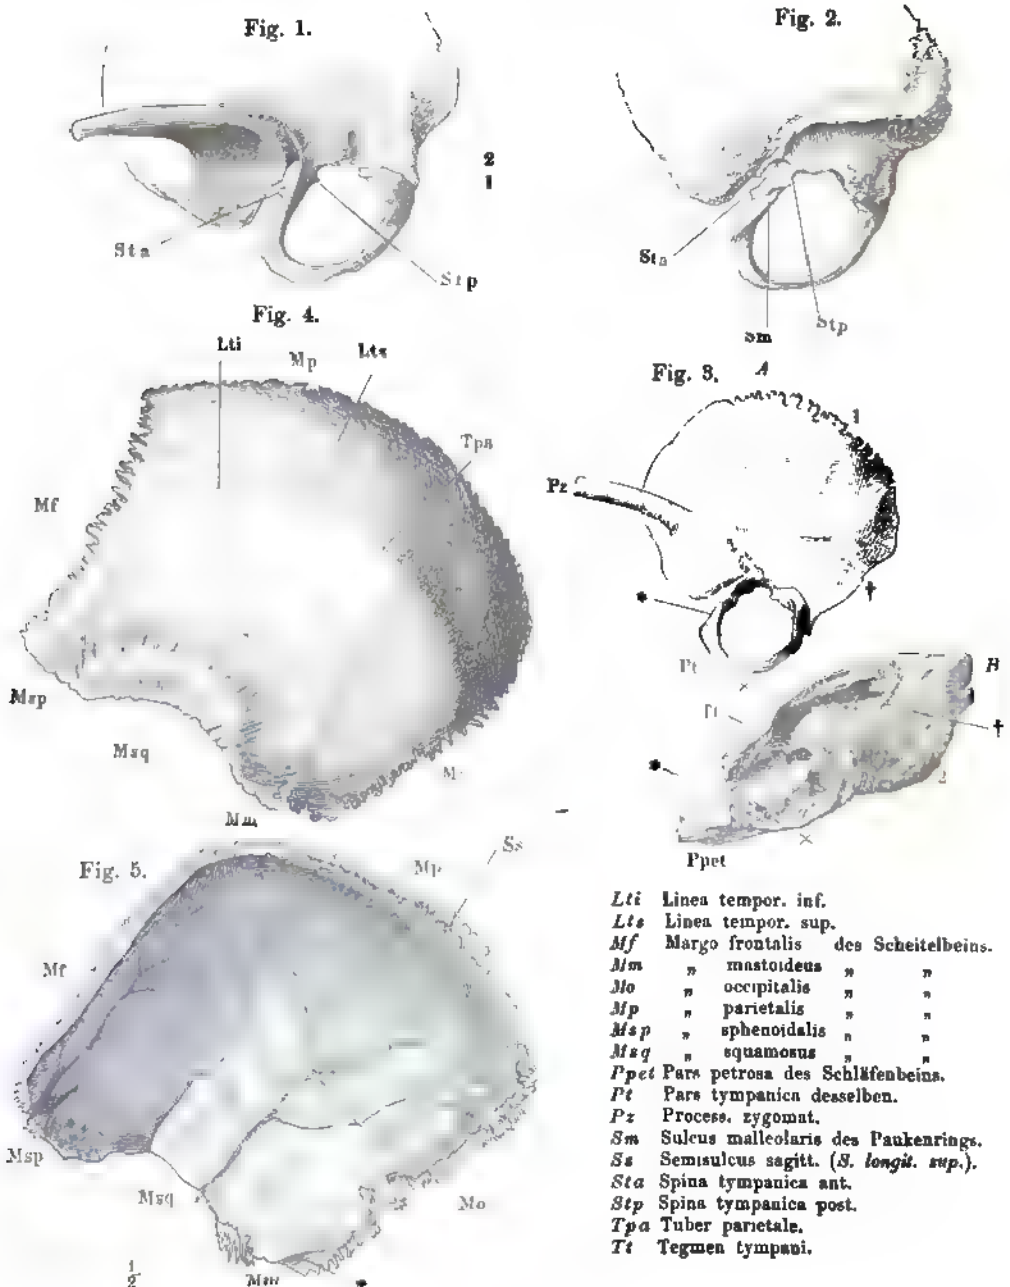 Fig. 1.
Fig. 2.
2
1
Sta
Stp
Sta
Sm
Stp
Fig. 4.
Lti
Mp
Lts
Tpa
Mf
Msp
Msq
Mm
Fig. 3.
A
1
Pz
*
†
Pt
×
B
Tt
†
*
2
×
Ppet
Fig. 5.
Mp
Ss
Mf
Msp
Msq
Mo
Mm
*
1/2
Lti Linea tempor. inf.
Lts Linea tempor. sup.
Mf Margo frontalis des Scheitelbeins.
Mm „ mastoideus „ „
Mo „ occipitalis „ „
Mp „ parietalis „ „
Msp „ sphenoidalis „ „
Msq „ squamosus „ „
Ppet Pars petrosa des Schläfenbeins.
Pt Pars tympanica desselben.
Pz Process. zygomat.
Sm Sulcus malleolaris des Paukenrings.
Ss Semisulcus sagitt. (S. longit. sup.).
Sta Spina tympanica ant.
Stp Spina tympanica post.
Tpa Tuber parietale.
Tt Tegmen tympani.